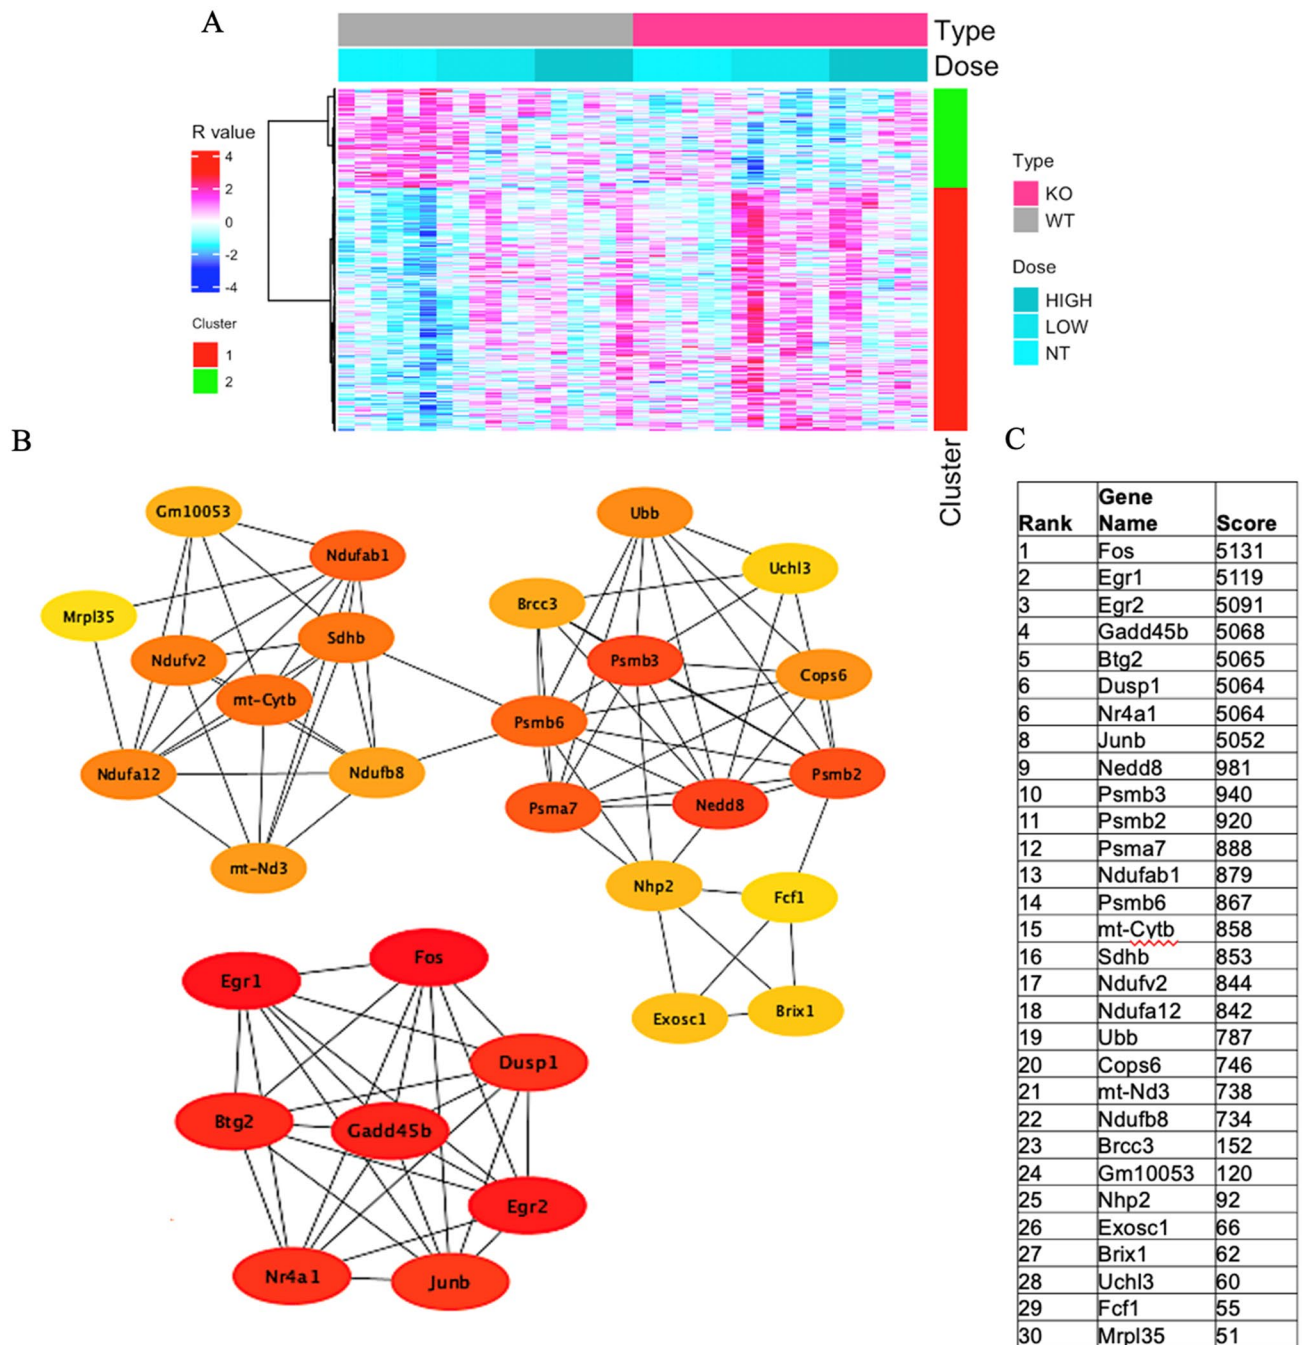 A
Type
Dose
R value
4
2
0
-2
-4
Cluster
1
2
Type
KO
WT
Dose
HIGH
LOW
NT
Cluster
B
Gm10053
Ndufab1
Mrpl35
Sdhb
Ndufv2
mt-Cytb
Ndufa12
Ndufb8
mt-Nd3
Ubb
Uchl3
Brcc3
Psmb3
Cops6
Psmb6
Psmb2
Psma7
Nedd8
Nhp2
Fcf1
Exosc1
Brix1
Fos
Egr1
Dusp1
Btg2
Gadd45b
Egr2
Nr4a1
Junb
C
Rank Gene Name Score
1 Fos 5131
2 Egr1 5119
3 Egr2 5091
4 Gadd45b 5068
5 Btg2 5065
6 Dusp1 5064
6 Nr4a1 5064
8 Junb 5052
9 Nedd8 981
10 Psmb3 940
11 Psmb2 920
12 Psma7 888
13 Ndufab1 879
14 Psmb6 867
15 mt-Cytb 858
16 Sdhb 853
17 Ndufv2 844
18 Ndufa12 842
19 Ubb 787
20 Cops6 746
21 mt-Nd3 738
22 Ndufb8 734
23 Brcc3 152
24 Gm10053 120
25 Nhp2 92
26 Exosc1 66
27 Brix1 62
28 Uchl3 60
29 Fcf1 55
30 Mrpl35 51